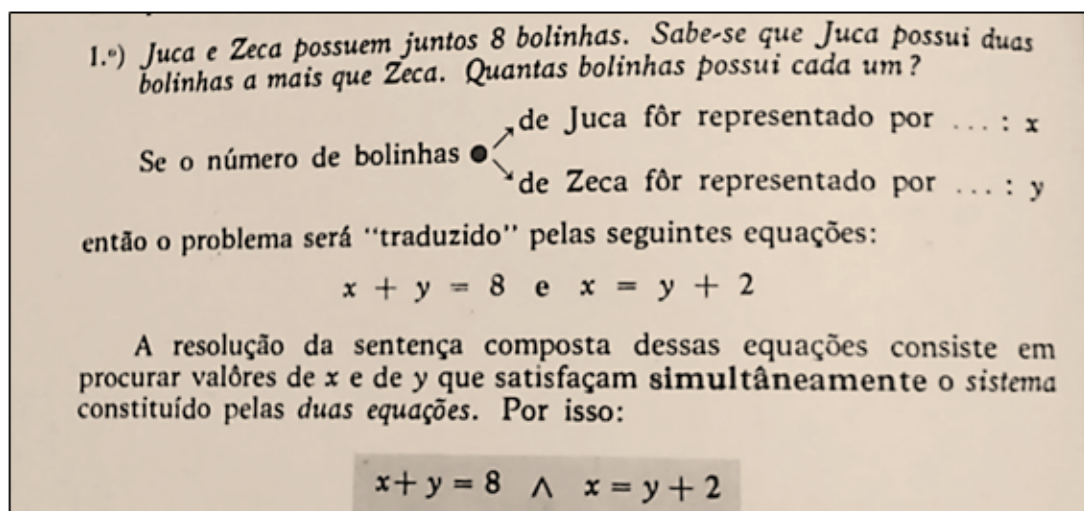 1.º) Juca e Zeca possuem juntos 8 bolinhas. Sabe-se que Juca possui duas
bolinhas a mais que Zeca. Quantas bolinhas possui cada um?
de Juca fôr representado por ... : x
Se o número de bolinhas
de Zeca fôr representado por ... : y
então o problema será “traduzido” pelas seguintes equações:
x + y = 8 e x = y + 2
A resolução da sentença composta dessas equações consiste em
procurar valôres de x e de y que satisfaçam simultâneamente o sistema
constituído pelas duas equações. Por isso:
x + y = 8 ∧ x = y + 2